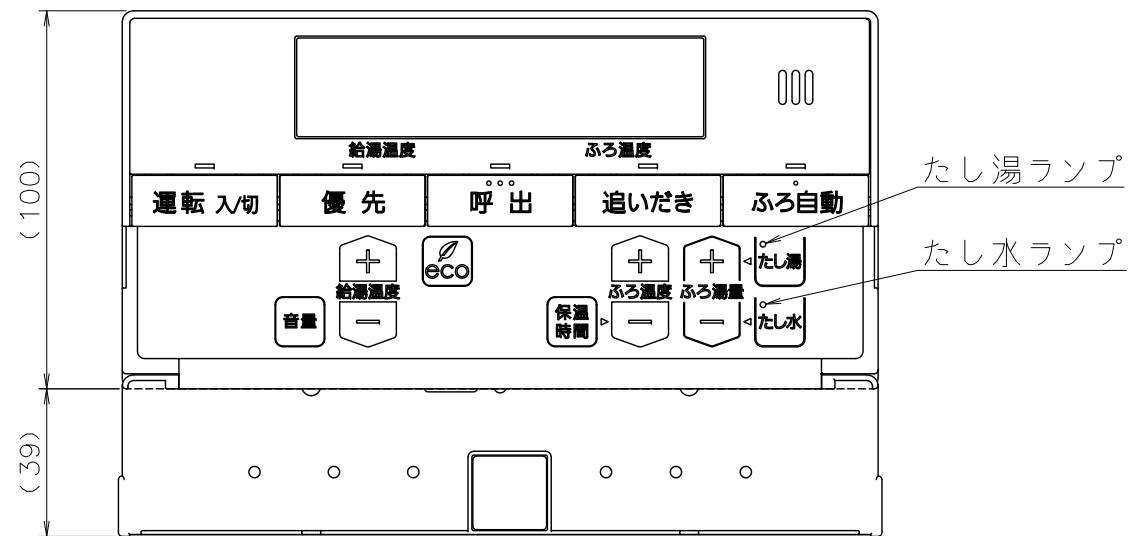 (100)
給湯温度
ふろ温度
運転 入/切
優先
呼出
追いだき
ふろ自動
たし湯ランプ
たし水ランプ
eco
たし湯
給湯温度
ふろ温度
ふろ湯量
音量
保温
時間
たし水
(39)